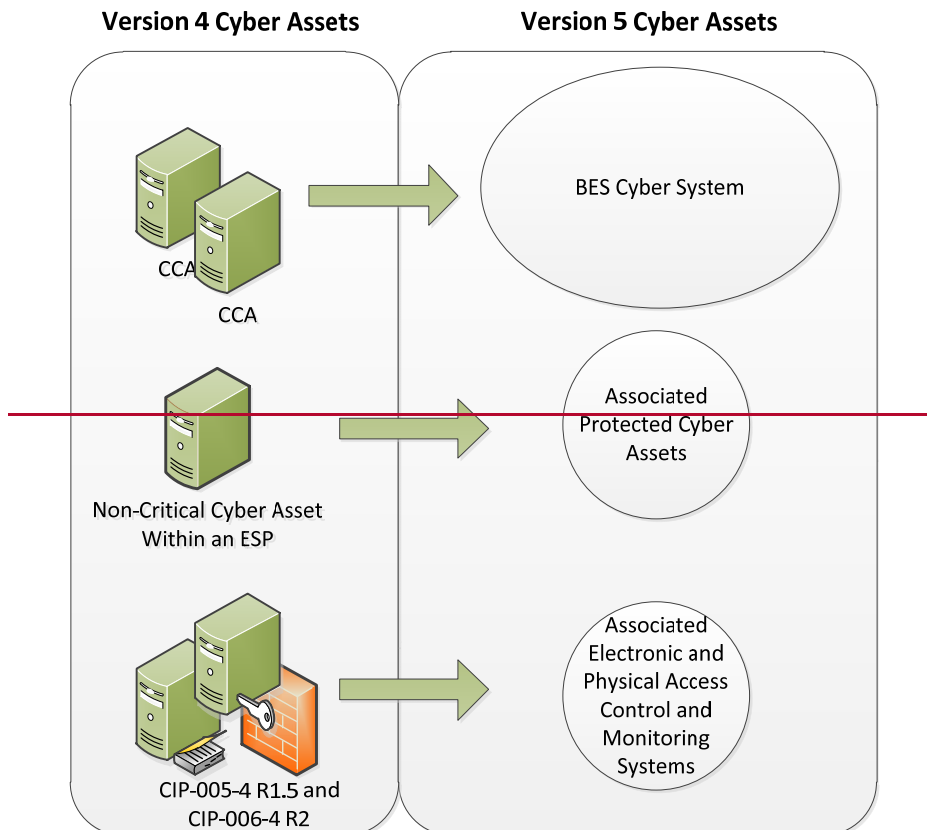 Version 4 Cyber Assets
Version 5 Cyber Assets
CCA
CCA
BES Cyber System
Non-Critical Cyber Asset
Within an ESP
Associated
Protected Cyber
Assets
CIP-005-4 R1.5 and
CIP-006-4 R2
Associated
Electronic and
Physical Access
Control and
Monitoring
Systems